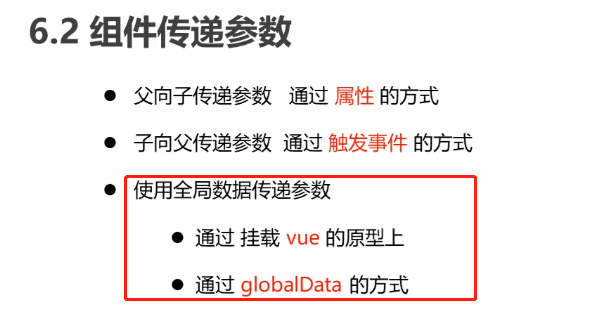 6.2 组件传递参数
● 父向子传递参数 通过 属性 的方式
● 子向父传递参数 通过 触发事件 的方式
● 使用全局数据传递参数
● 通过 挂载 vue 的原型上
● 通过 globalData 的方式